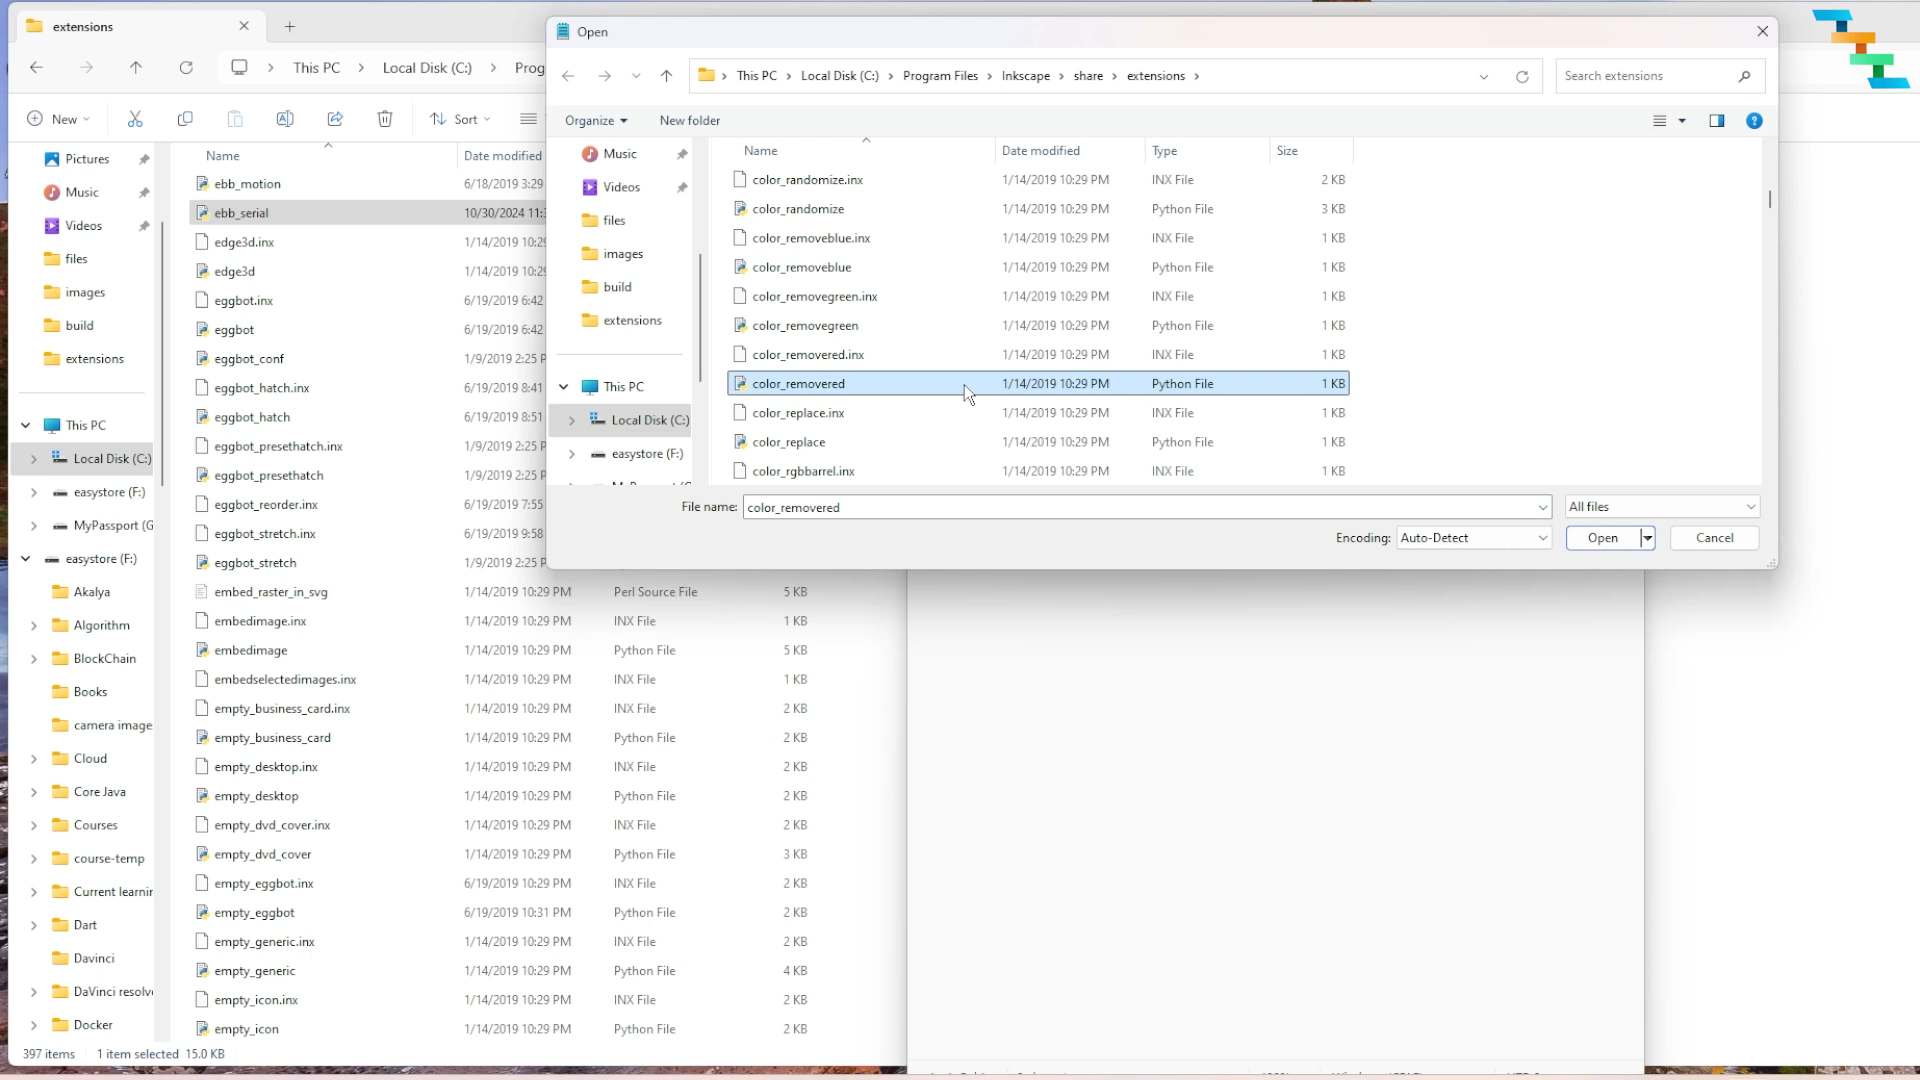 extensions
This PC > Local Disk (C:) > Prog
New
Sort
Pictures
Music
Videos
files
images
build
extensions
This PC
Local Disk (C:)
easystore (F:)
MyPassport (G
easystore (F:)
Akalya
Algorithm
BlockChain
Books
camera image
Cloud
Core Java
Courses
course-temp
Current learnir
Dart
Davinci
DaVinci resolv
Docker
Name Date modified
ebb_motion 6/18/2019 3:29
ebb_serial 10/30/2024 11:
edge3d.inx 1/14/2019 10:29
edge3d 1/14/2019 10:29
eggbot.inx 6/19/2019 6:42
eggbot 6/19/2019 6:42
eggbot_conf 1/9/2019 2:25 P
eggbot_hatch.inx 6/19/2019 8:41
eggbot_hatch 6/19/2019 8:51
eggbot_presethatch.inx 1/9/2019 2:25 P
eggbot_presethatch 1/9/2019 2:25 P
eggbot_reorder.inx 6/19/2019 7:55
eggbot_stretch.inx 6/19/2019 9:58
eggbot_stretch 1/9/2019 2:25 P
embed_raster_in_svg 1/14/2019 10:29 PM Perl Source File 5 KB
embedimage.inx 1/14/2019 10:29 PM INX File 1 KB
embedimage 1/14/2019 10:29 PM Python File 5 KB
embedselectedimages.inx 1/14/2019 10:29 PM INX File 1 KB
empty_business_card.inx 1/14/2019 10:29 PM INX File 2 KB
empty_business_card 1/14/2019 10:29 PM Python File 2 KB
empty_desktop.inx 1/14/2019 10:29 PM INX File 2 KB
empty_desktop 1/14/2019 10:29 PM Python File 2 KB
empty_dvd_cover.inx 1/14/2019 10:29 PM INX File 2 KB
empty_dvd_cover 1/14/2019 10:29 PM Python File 3 KB
empty_eggbot.inx 6/19/2019 10:29 PM INX File 2 KB
empty_eggbot 6/19/2019 10:31 PM Python File 2 KB
empty_generic.inx 1/14/2019 10:29 PM INX File 2 KB
empty_generic 1/14/2019 10:29 PM Python File 4 KB
empty_icon.inx 1/14/2019 10:29 PM INX File 2 KB
empty_icon 1/14/2019 10:29 PM Python File 2 KB
397 items 1 item selected 15.0 KB
Open
This PC > Local Disk (C:) > Program Files > Inkscape > share > extensions >
Search extensions
Organize New folder
Music
Videos
files
images
build
extensions
This PC
Local Disk (C:)
easystore (F:)
Name Date modified Type Size
color_randomize.inx 1/14/2019 10:29 PM INX File 2 KB
color_randomize 1/14/2019 10:29 PM Python File 3 KB
color_removeblue.inx 1/14/2019 10:29 PM INX File 1 KB
color_removeblue 1/14/2019 10:29 PM Python File 1 KB
color_removegreen.inx 1/14/2019 10:29 PM INX File 1 KB
color_removegreen 1/14/2019 10:29 PM Python File 1 KB
color_removered.inx 1/14/2019 10:29 PM INX File 1 KB
color_removered 1/14/2019 10:29 PM Python File 1 KB
color_replace.inx 1/14/2019 10:29 PM INX File 1 KB
color_replace 1/14/2019 10:29 PM Python File 1 KB
color_rgbbarrel.inx 1/14/2019 10:29 PM INX File 1 KB
File name: color_removered All files
Encoding: Auto-Detect Open Cancel